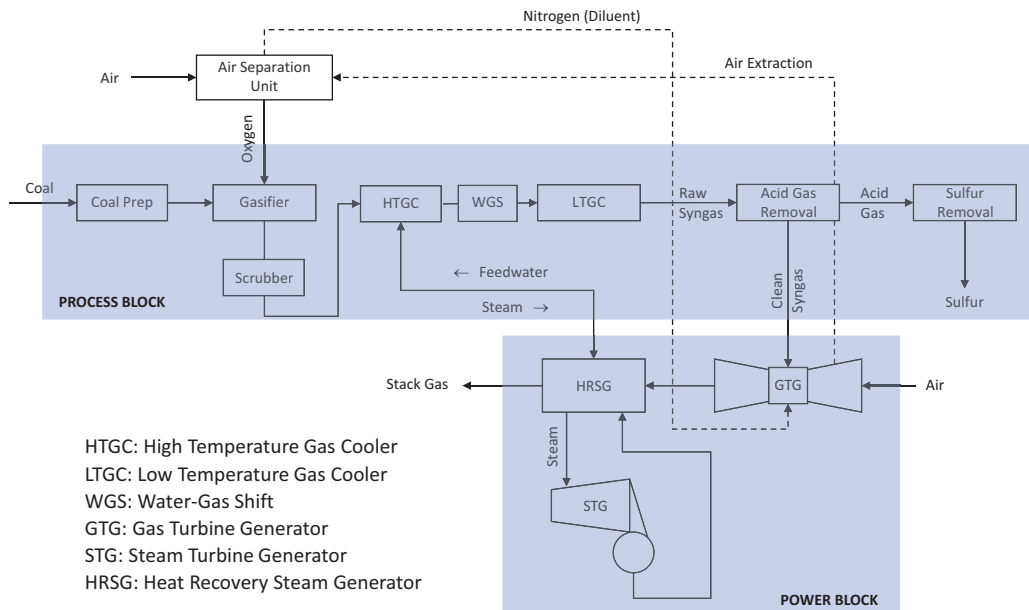 Nitrogen (Diluent)
Air
Air Separation
Unit
Air Extraction
Oxygen
Coal
Coal Prep
Gasifier
HTGC
WGS
LTGC
Raw
Syngas
Acid Gas
Removal
Acid
Gas
Sulfur
Removal
Scrubber
← Feedwater
Steam →
Clean
Syngas
Sulfur
PROCESS BLOCK
Stack Gas
HRSG
GTG
Air
Steam
STG
HTGC: High Temperature Gas Cooler
LTGC: Low Temperature Gas Cooler
WGS: Water-Gas Shift
GTG: Gas Turbine Generator
STG: Steam Turbine Generator
HRSG: Heat Recovery Steam Generator
POWER BLOCK